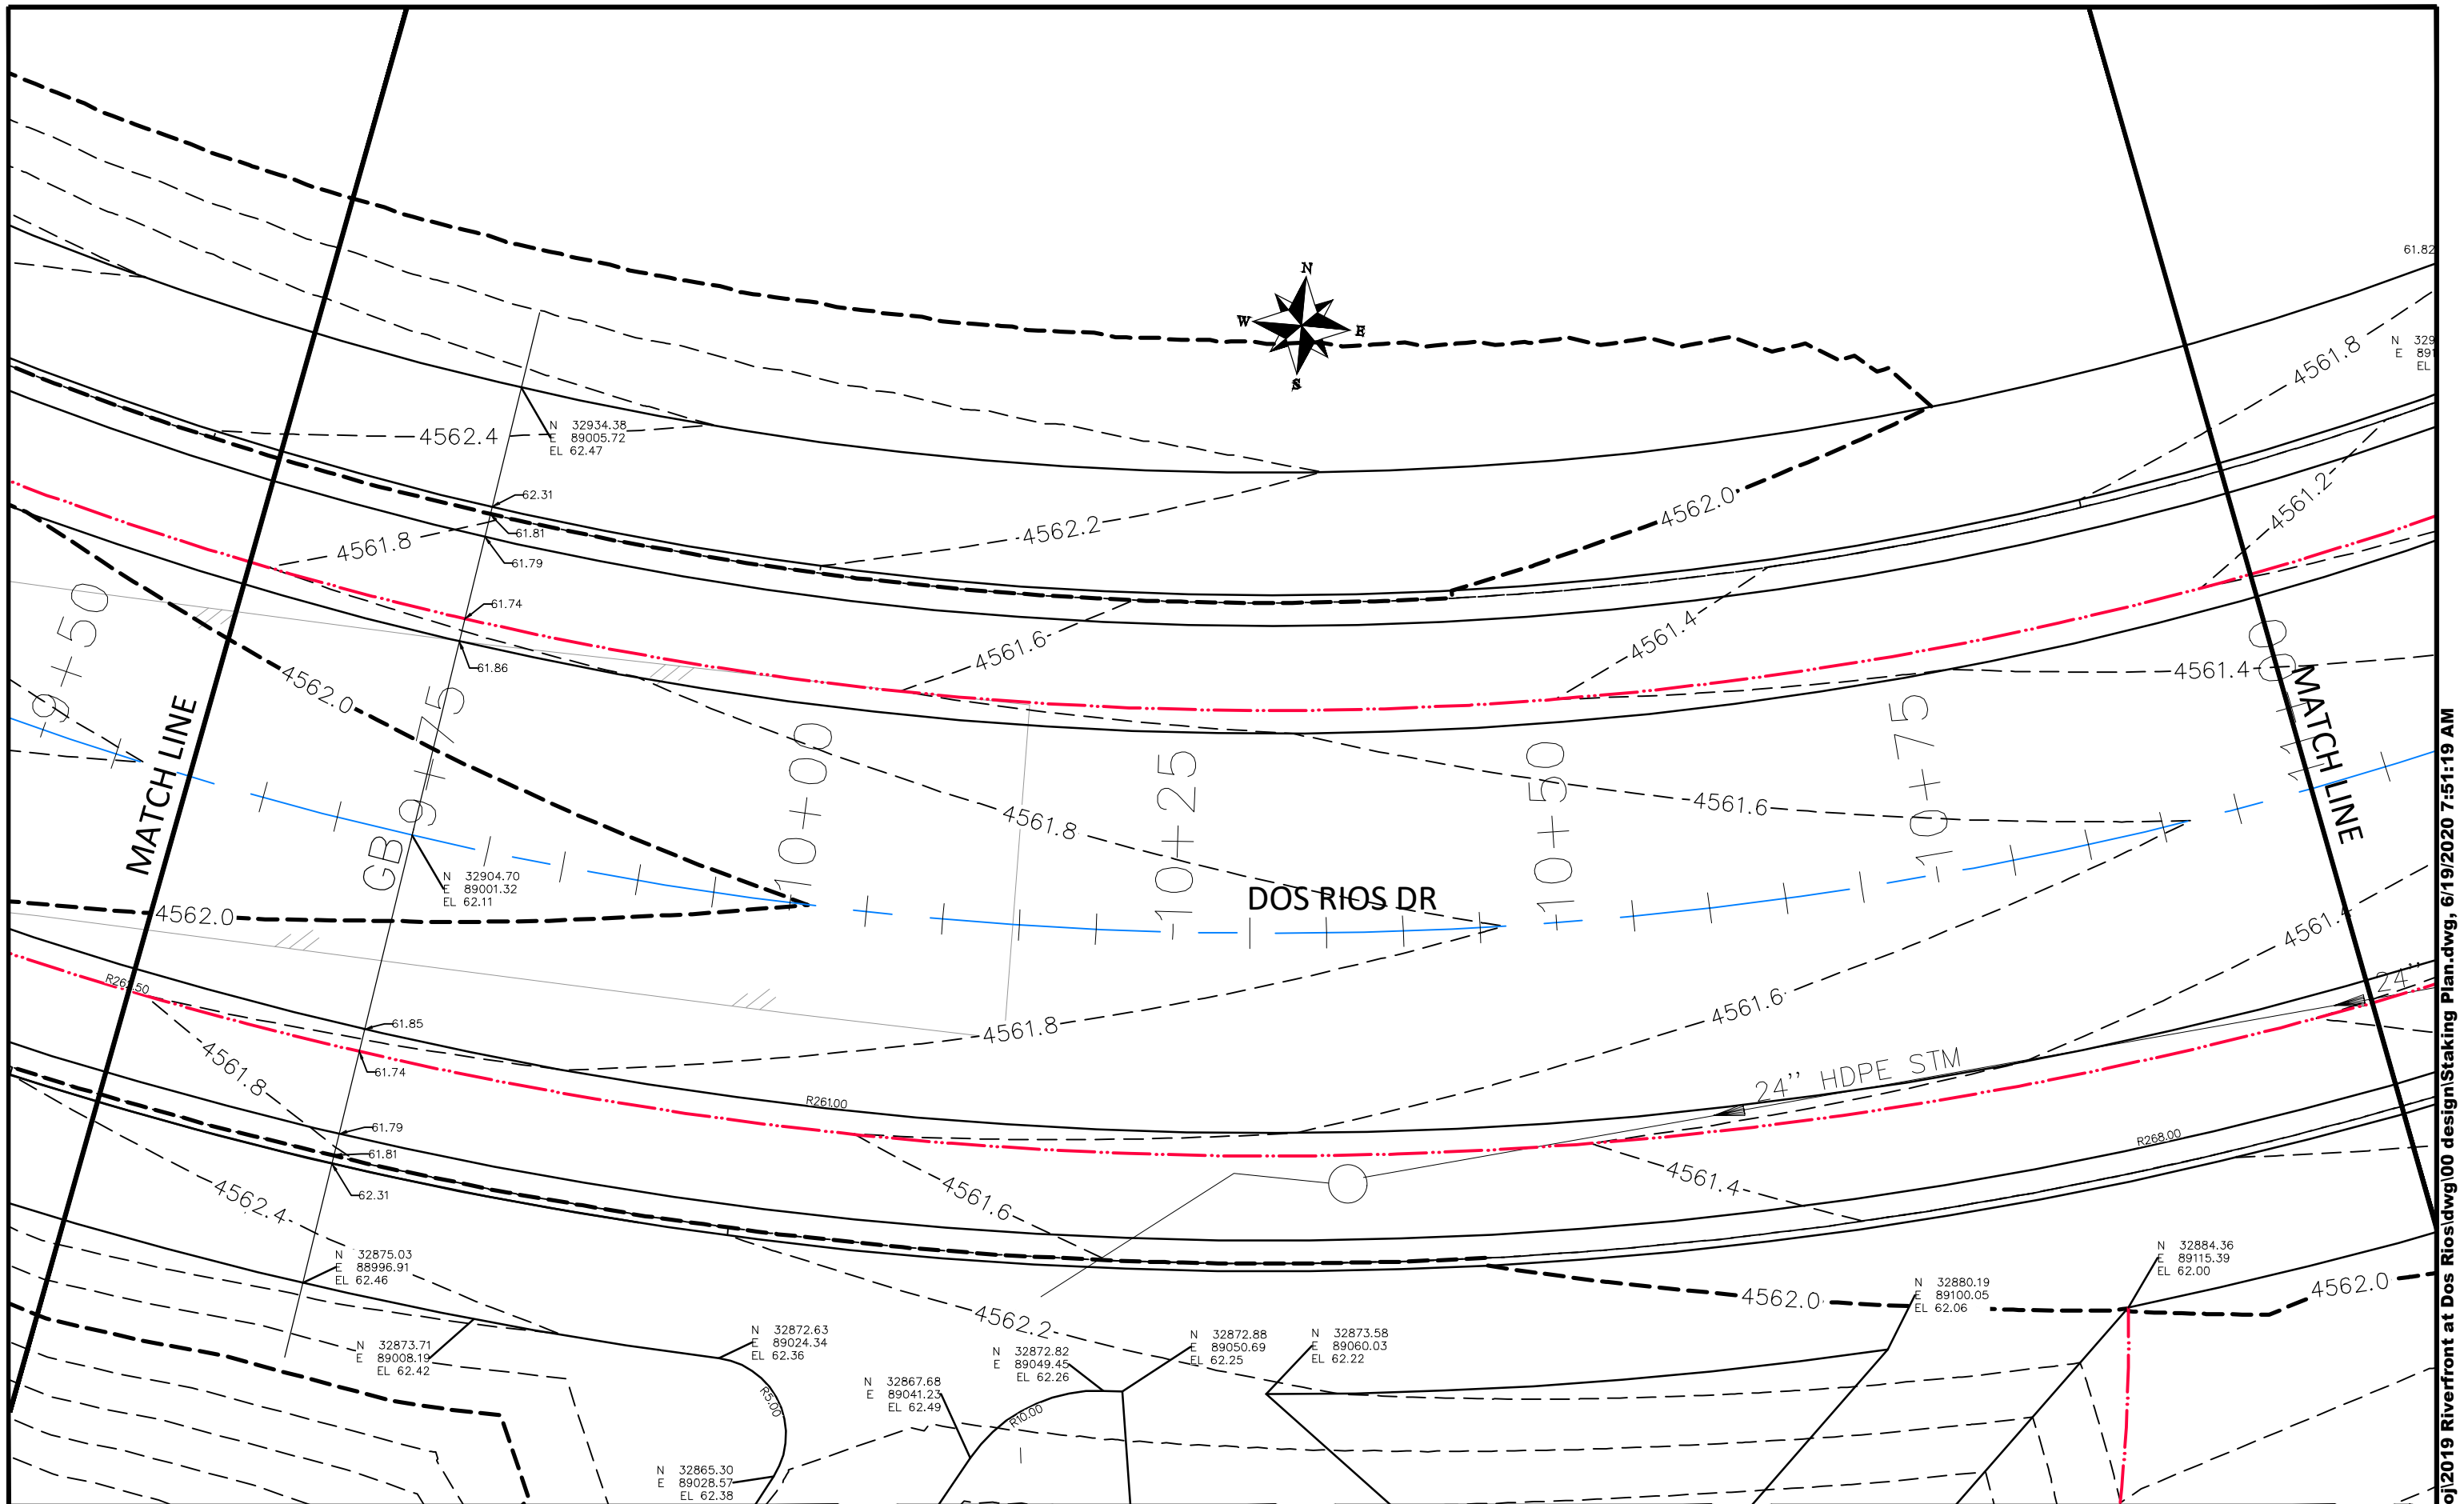 61.82
N
W
E
S
4561.8
N 329
E 891
EL
4562.4
N 32934.38
E 89005.72
EL 62.47
62.31
4561.8
61.81
61.79
4562.2
4562.0
4561.2
61.74
61.86
4561.6
4561.4
4561.4
9+50
4562.0
MATCH LINE
GB 9+75
10+00
10+25
10+50
10+75
11+00
MATCH LINE
4561.8
4561.6
N 32904.70
E 89001.32
EL 62.11
DOS RIOS DR
4562.0
4561.4
24''
61.85
61.74
4561.8
4561.8
4561.6
R261.00
24'' HDPE STM
61.79
61.81
62.31
R268.00
4562.4
4561.6
4561.4
N 32875.03
E 88996.91
EL 62.46
N 32884.36
E 89115.39
EL 62.00
N 32880.19
E 89100.05
EL 62.06
4562.0
4562.0
4562.2
N 32873.71
E 89008.19
EL 62.42
N 32872.63
E 89024.34
EL 62.36
N 32872.82
E 89049.45
EL 62.26
N 32872.88
E 89050.69
EL 62.25
N 32873.58
E 89060.03
EL 62.22
N 32867.68
E 89041.23
EL 62.49
R5.00
R10.00
N 32865.30
E 89028.57
EL 62.38
oj\2019 Riverfront at Dos Rios\dwg\00 design\Staking Plan.dwg, 6/19/2020 7:51:19 AM